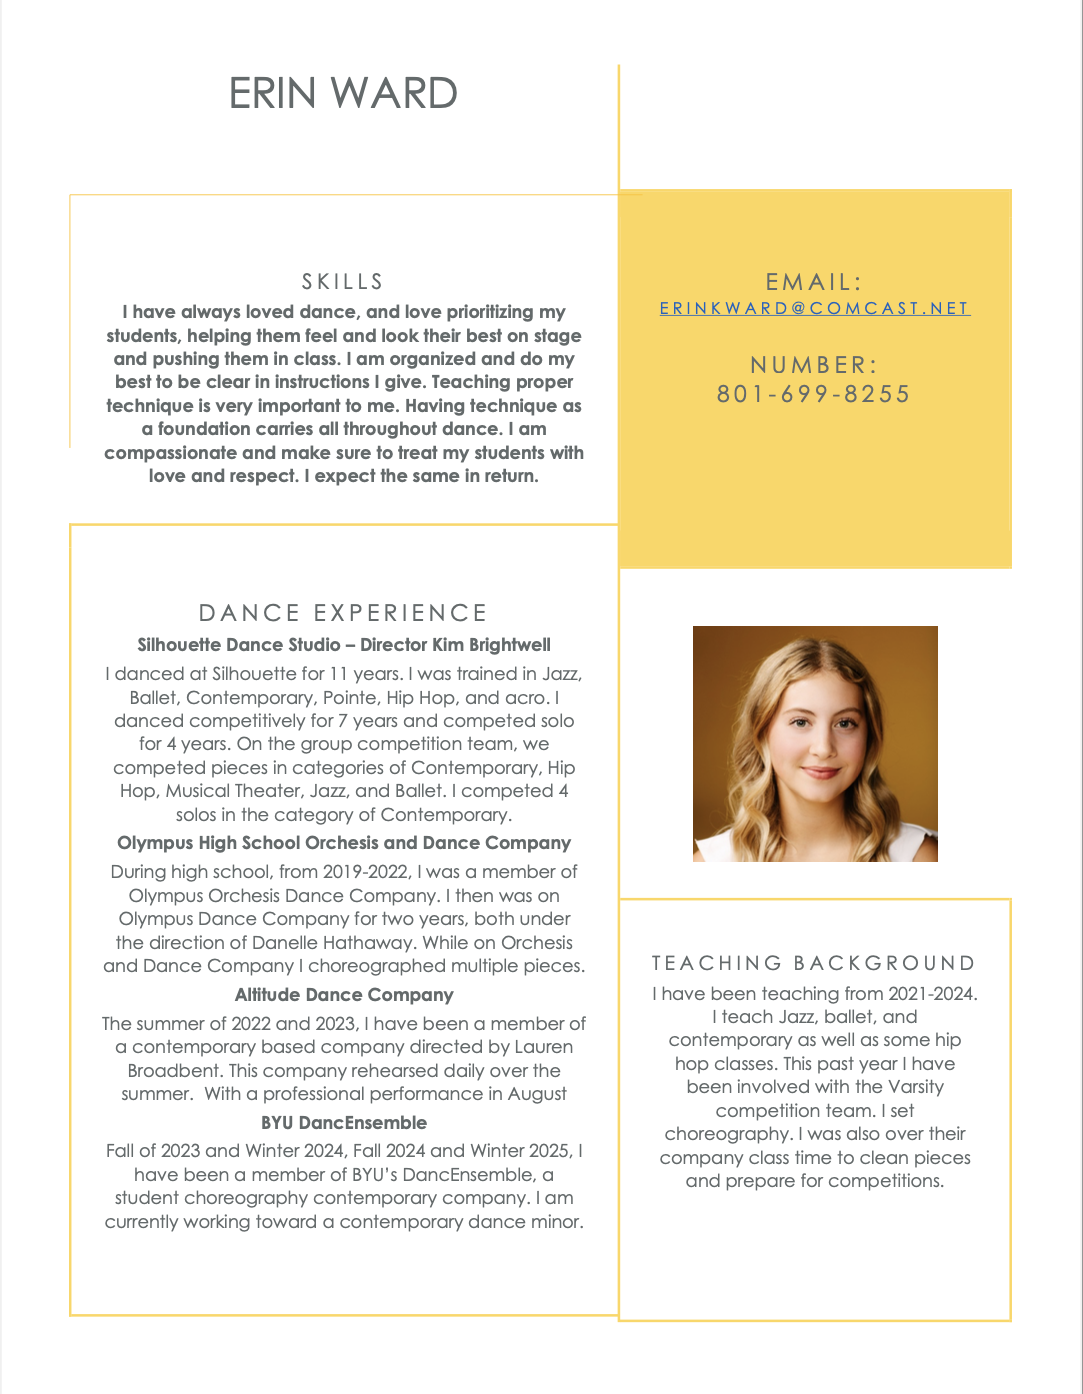 ERIN WARD
SKILLS
I have always loved dance, and love prioritizing my
students, helping them feel and look their best on stage
and pushing them in class. I am organized and do my
best to be clear in instructions I give. Teaching proper
technique is very important to me. Having technique as
a foundation carries all throughout dance. I am
compassionate and make sure to treat my students with
love and respect. I expect the same in return.
EMAIL:
ERINKWARD@COMCAST.NET
NUMBER:
801-699-8255
DANCE EXPERIENCE
Silhouette Dance Studio – Director Kim Brightwell
I danced at Silhouette for 11 years. I was trained in Jazz,
Ballet, Contemporary, Pointe, Hip Hop, and acro. I
danced competitively for 7 years and competed solo
for 4 years. On the group competition team, we
competed pieces in categories of Contemporary, Hip
Hop, Musical Theater, Jazz, and Ballet. I competed 4
solos in the category of Contemporary.
Olympus High School Orchesis and Dance Company
During high school, from 2019-2022, I was a member of
Olympus Orchesis Dance Company. I then was on
Olympus Dance Company for two years, both under
the direction of Danelle Hathaway. While on Orchesis
and Dance Company I choreographed multiple pieces.
Altitude Dance Company
The summer of 2022 and 2023, I have been a member of
a contemporary based company directed by Lauren
Broadbent. This company rehearsed daily over the
summer.  With a professional performance in August
BYU DancEnsemble
Fall of 2023 and Winter 2024, Fall 2024 and Winter 2025, I
have been a member of BYU’s DancEnsemble, a
student choreography contemporary company. I am
currently working toward a contemporary dance minor.
TEACHING BACKGROUND
I have been teaching from 2021-2024.
I teach Jazz, ballet, and
contemporary as well as some hip
hop classes. This past year I have
been involved with the Varsity
competition team. I set
choreography. I was also over their
company class time to clean pieces
and prepare for competitions.